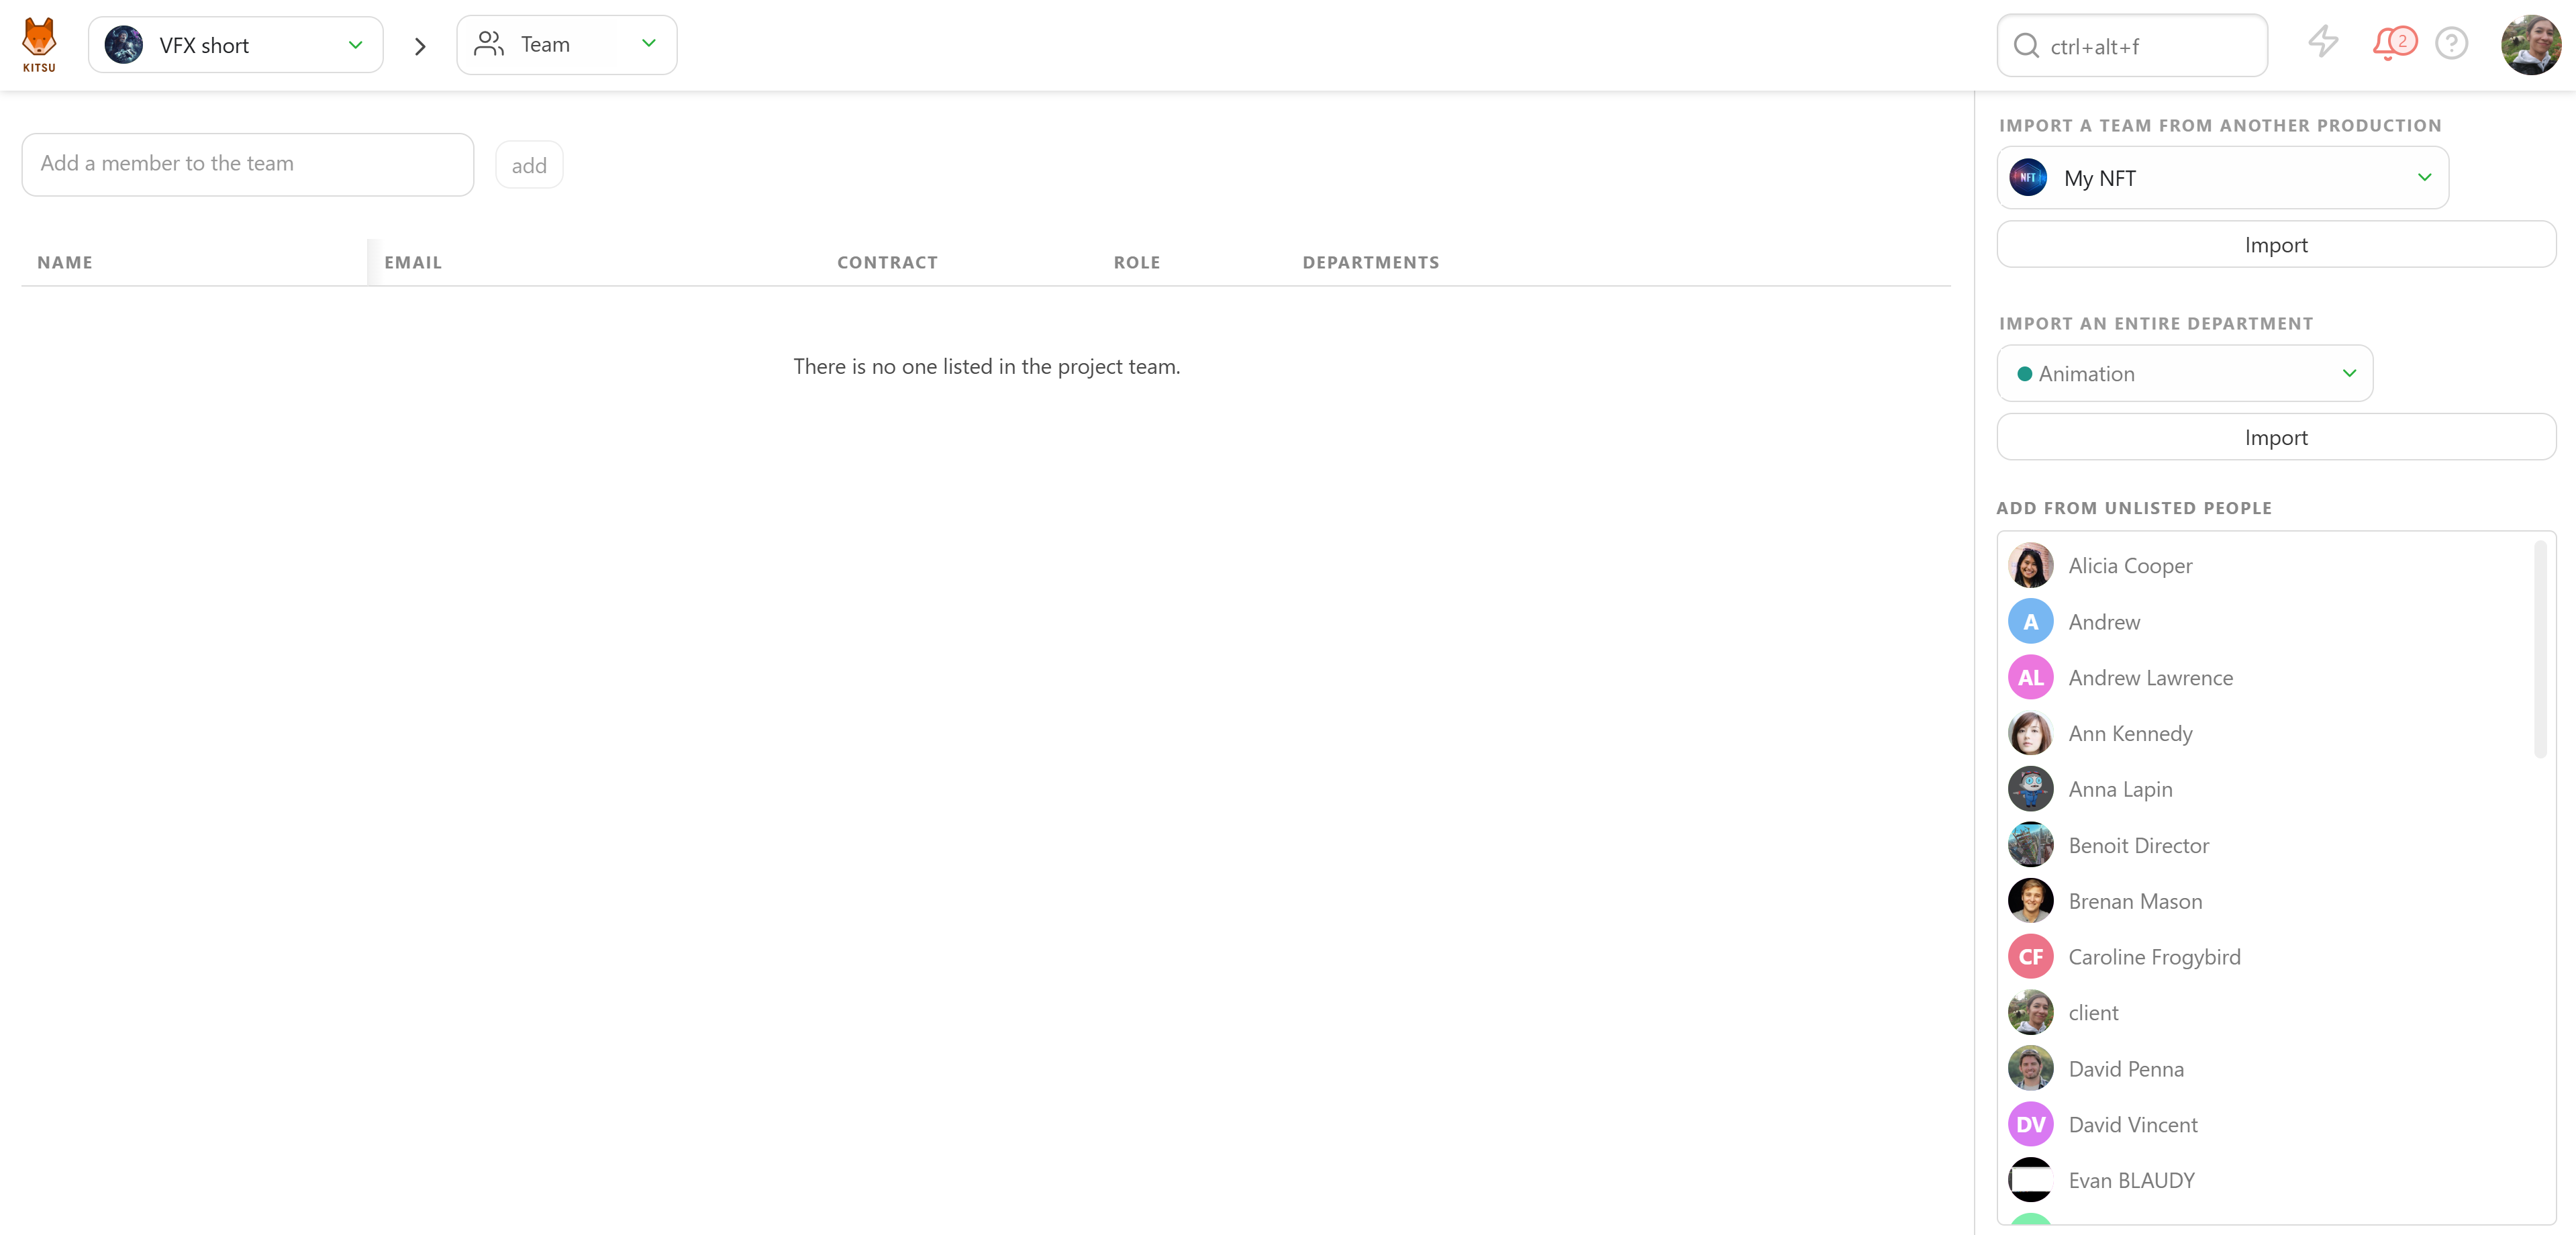 KITSU
VFX short
Team
ctrl+alt+f
2
?
Add a member to the team
add
NAME
EMAIL
CONTRACT
ROLE
DEPARTMENTS
There is no one listed in the project team.
IMPORT A TEAM FROM ANOTHER PRODUCTION
NFT
My NFT
Import
IMPORT AN ENTIRE DEPARTMENT
Animation
Import
ADD FROM UNLISTED PEOPLE
Alicia Cooper
A
Andrew
AL
Andrew Lawrence
Ann Kennedy
Anna Lapin
Benoit Director
Brenan Mason
CF
Caroline Frogybird
client
David Penna
DV
David Vincent
Evan BLAUDY